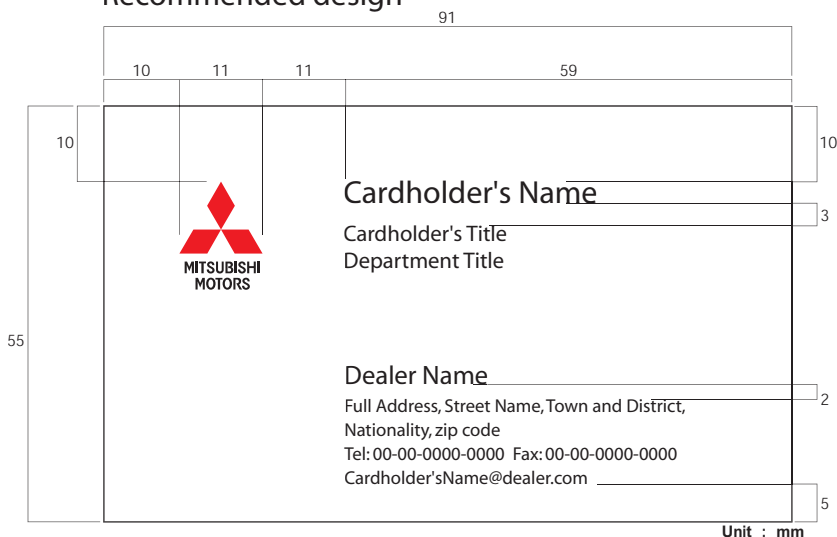 Recommended design
91
10 11 11 59
10 10
Cardholder's Name
3
Cardholder's Title
Department Title
MITSUBISHI
MOTORS
55
Dealer Name
2
Full Address, Street Name, Town and District,
Nationality, zip code
Tel: 00-00-0000-0000 Fax: 00-00-0000-0000
Cardholder'sName@dealer.com
5
Unit : mm